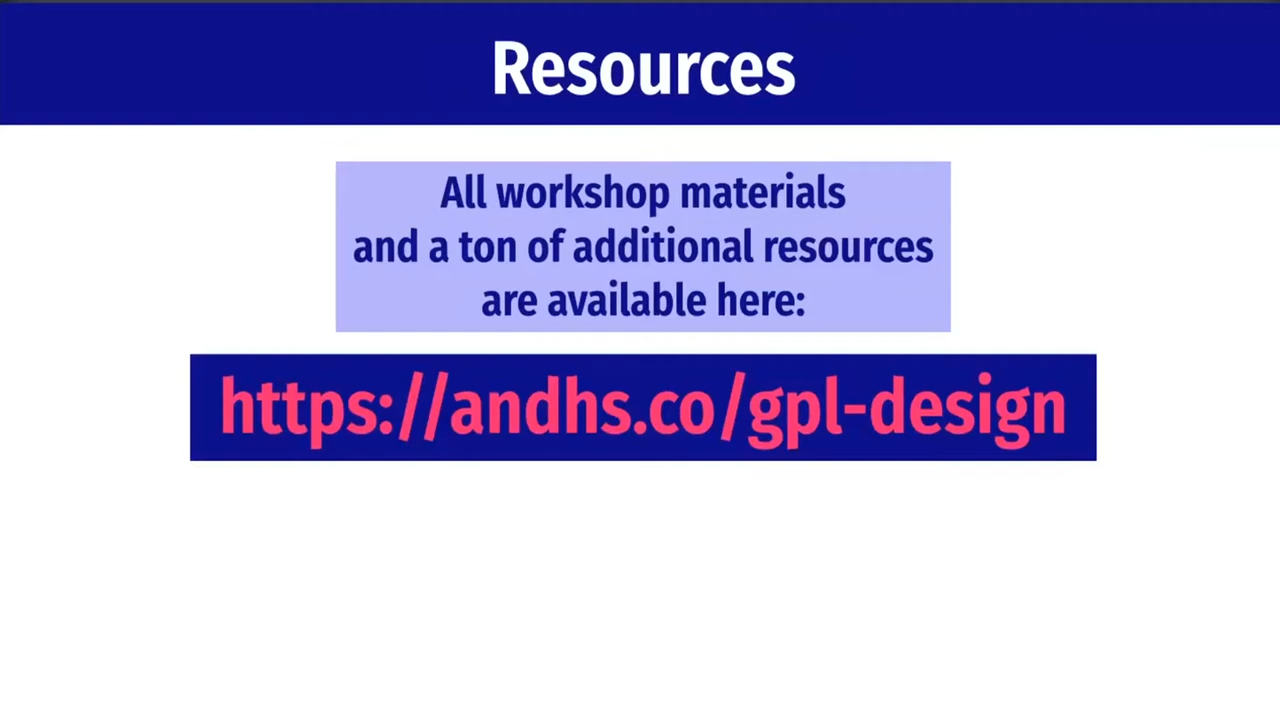 Resources
All workshop materials
and a ton of additional resources
are available here:
https://andhs.co/gpl-design